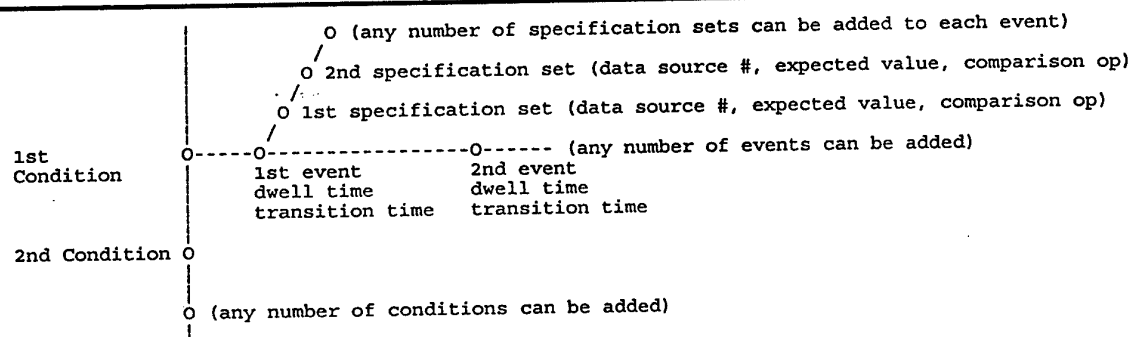 O (any number of specification sets can be added to each event)
O 2nd specification set (data source #, expected value, comparison op)
O 1st specification set (data source #, expected value, comparison op)
1st O-----O-----------------O------ (any number of events can be added)
Condition 1st event 2nd event
dwell time dwell time
transition time transition time
2nd Condition O
O (any number of conditions can be added)